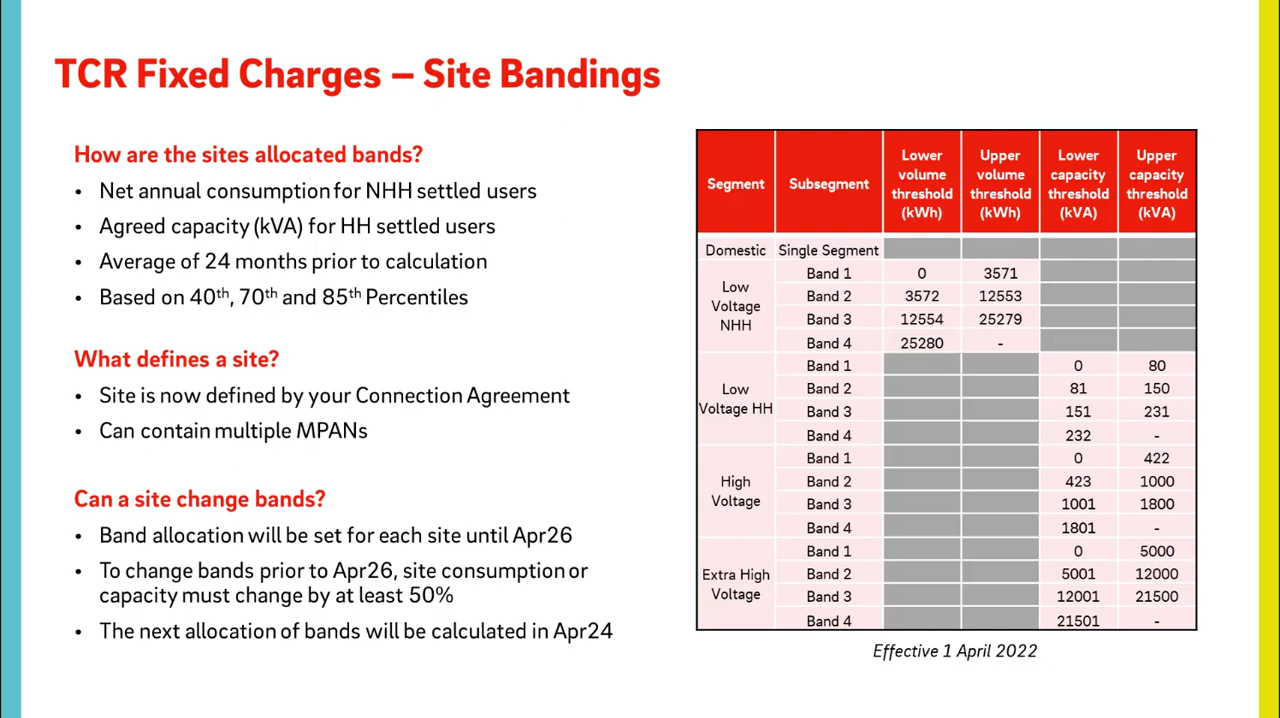 TCR Fixed Charges – Site Bandings
How are the sites allocated bands?
• Net annual consumption for NHH settled users
• Agreed capacity (kVA) for HH settled users
• Average of 24 months prior to calculation
• Based on 40th, 70th and 85th Percentiles
What defines a site?
• Site is now defined by your Connection Agreement
• Can contain multiple MPANs
Can a site change bands?
• Band allocation will be set for each site until Apr26
• To change bands prior to Apr26, site consumption or
capacity must change by at least 50%
• The next allocation of bands will be calculated in Apr24
Segment Subsegment Lower volume threshold (kWh) Upper volume threshold (kWh) Lower capacity threshold (kVA) Upper capacity threshold (kVA)
Domestic Single Segment
Low Voltage NHH
Band 1 0 3571
Band 2 3572 12553
Band 3 12554 25279
Band 4 25280 -
Low Voltage HH
Band 1 0 80
Band 2 81 150
Band 3 151 231
Band 4 232 -
High Voltage
Band 1 0 422
Band 2 423 1000
Band 3 1001 1800
Band 4 1801 -
Extra High Voltage
Band 1 0 5000
Band 2 5001 12000
Band 3 12001 21500
Band 4 21501 -
Effective 1 April 2022